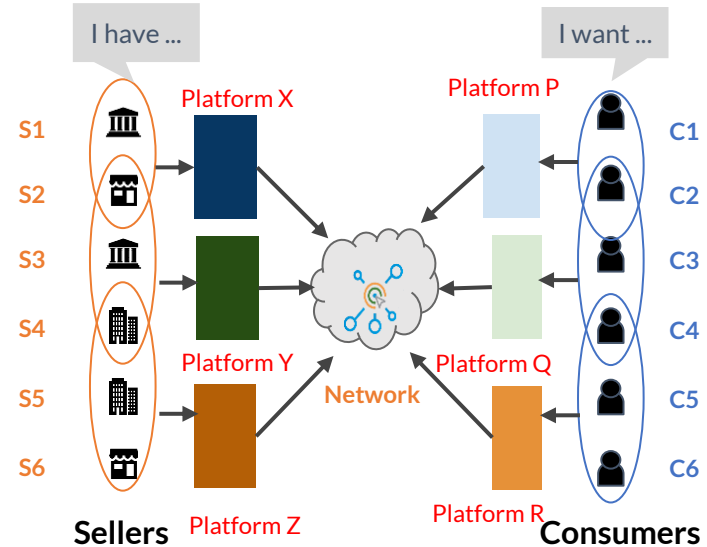 I have ...
I want ...
Platform X
Platform P
S1
C1
S2
C2
S3
C3
S4
C4
Platform Y
Platform Q
Network
S5
C5
S6
C6
Platform Z
Platform R
Sellers
Consumers